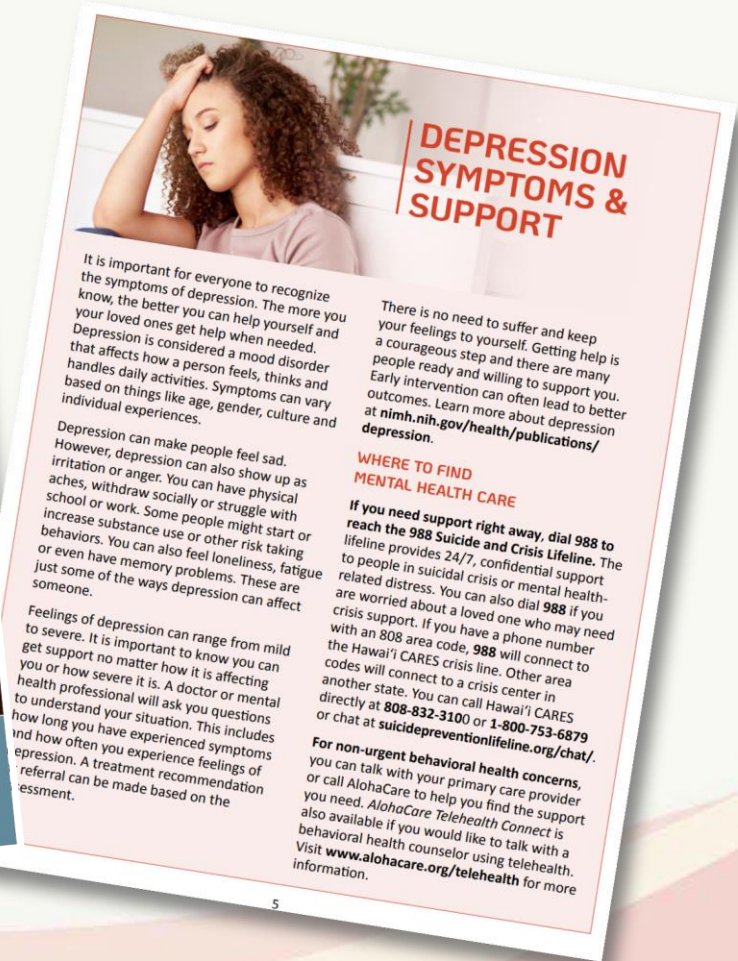 DEPRESSION
SYMPTOMS &
SUPPORT
It is important for everyone to recognize
the symptoms of depression. The more you
know, the better you can help yourself and
your loved ones get help when needed.
Depression is considered a mood disorder
that affects how a person feels, thinks and
handles daily activities. Symptoms can vary
based on things like age, gender, culture and
individual experiences.
Depression can make people feel sad.
However, depression can also show up as
irritation or anger. You can have physical
aches, withdraw socially or struggle with
school or work. Some people might start or
increase substance use or other risk taking
behaviors. You can also feel loneliness, fatigue
or even have memory problems. These are
just some of the ways depression can affect
someone.
Feelings of depression can range from mild
to severe. It is important to know you can
get support no matter how it is affecting
you or how severe it is. A doctor or mental
health professional will ask you questions
to understand your situation. This includes
how long you have experienced symptoms
and how often you experience feelings of
epression. A treatment recommendation
referral can be made based on the
essment.
There is no need to suffer and keep
your feelings to yourself. Getting help is
a courageous step and there are many
people ready and willing to support you.
Early intervention can often lead to better
outcomes. Learn more about depression
at nimh.nih.gov/health/publications/
depression.
WHERE TO FIND
MENTAL HEALTH CARE
If you need support right away, dial 988 to
reach the 988 Suicide and Crisis Lifeline. The
lifeline provides 24/7, confidential support
to people in suicidal crisis or mental health-
related distress. You can also dial 988 if you
are worried about a loved one who may need
crisis support. If you have a phone number
with an 808 area code, 988 will connect to
the Hawai‘i CARES crisis line. Other area
codes will connect to a crisis center in
another state. You can call Hawai‘i CARES
directly at 808-832-3100 or 1-800-753-6879
or chat at suicidepreventionlifeline.org/chat/.
For non-urgent behavioral health concerns,
you can talk with your primary care provider
or call AlohaCare to help you find the support
you need. AlohaCare Telehealth Connect is
also available if you would like to talk with a
behavioral health counselor using telehealth.
Visit www.alohacare.org/telehealth for more
information.
5